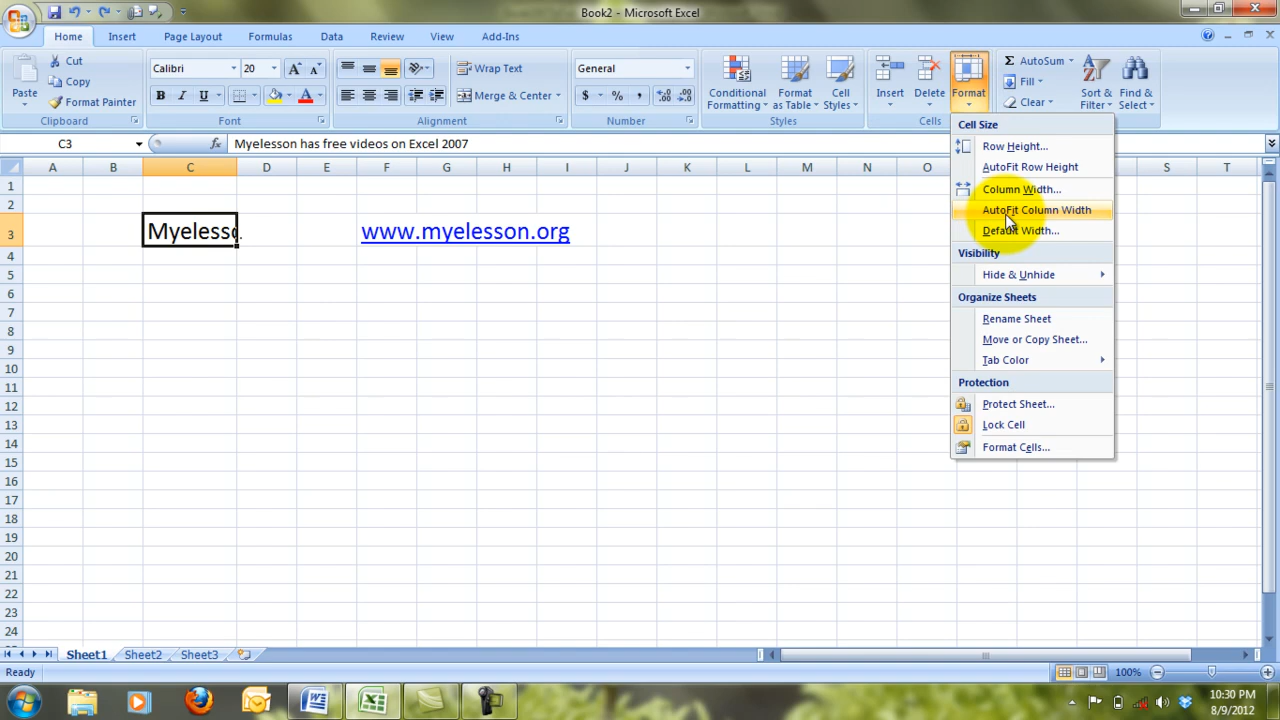 Book2 - Microsoft Excel
Home Insert Page Layout Formulas Data Review View Add-Ins
Paste
Cut
Copy
Format Painter
Clipboard
Calibri 20
B I U
Font
Wrap Text
Merge & Center
Alignment
General
$ % ,
Number
Conditional Formatting
Format as Table
Cell Styles
Styles
Insert
Delete
Format
Cells
AutoSum
Fill
Clear
Sort & Filter
Find & Select
C3
fx
Myelesson has free videos on Excel 2007
A B C D E F G H I J K L M N O S T
1
2
3 Myelesso www.myelesson.org
4
5
6
7
8
9
10
11
12
13
14
15
16
17
18
19
20
21
22
23
24
Cell Size
Row Height...
AutoFit Row Height
Column Width...
AutoFit Column Width
Default Width...
Visibility
Hide & Unhide
Organize Sheets
Rename Sheet
Move or Copy Sheet...
Tab Color
Protection
Protect Sheet...
Lock Cell
Format Cells...
Sheet1 Sheet2 Sheet3
Ready
100%
10:30 PM
8/9/2012